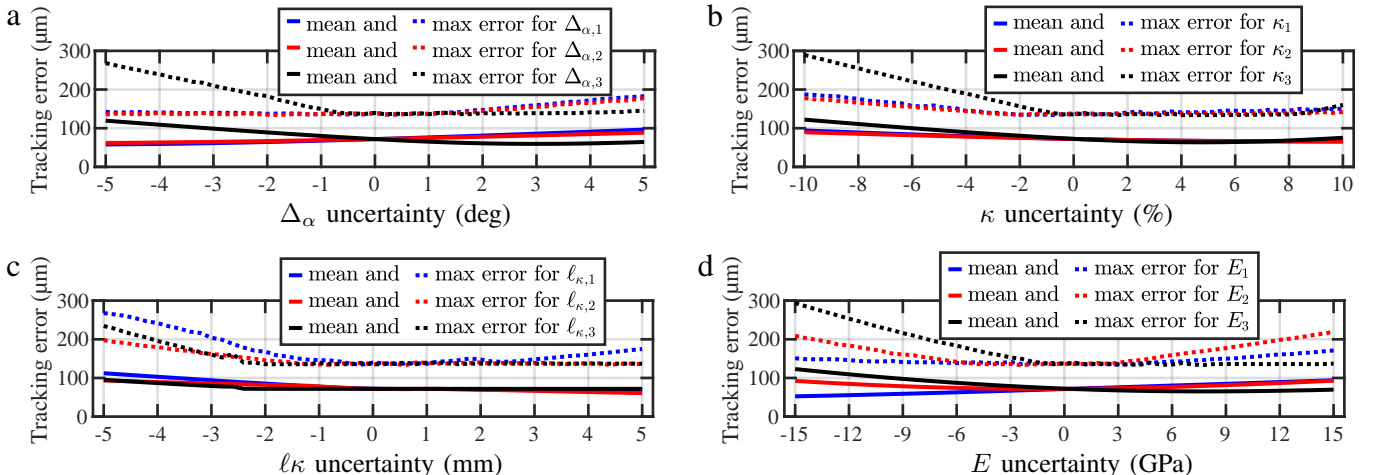 a
mean and max error for Δα,1
mean and max error for Δα,2
mean and max error for Δα,3
Tracking error (μm)
300
200
100
0
-5 -4 -3 -2 -1 0 1 2 3 4 5
Δα uncertainty (deg)
b
mean and max error for κ1
mean and max error for κ2
mean and max error for κ3
Tracking error (μm)
300
200
100
0
-10 -8 -6 -4 -2 0 2 4 6 8 10
κ uncertainty (%)
c
mean and max error for ℓκ,1
mean and max error for ℓκ,2
mean and max error for ℓκ,3
Tracking error (μm)
300
200
100
0
-5 -4 -3 -2 -1 0 1 2 3 4 5
ℓκ uncertainty (mm)
d
mean and max error for E1
mean and max error for E2
mean and max error for E3
Tracking error (μm)
300
200
100
0
-15 -12 -9 -6 -3 0 3 6 9 12 15
E uncertainty (GPa)